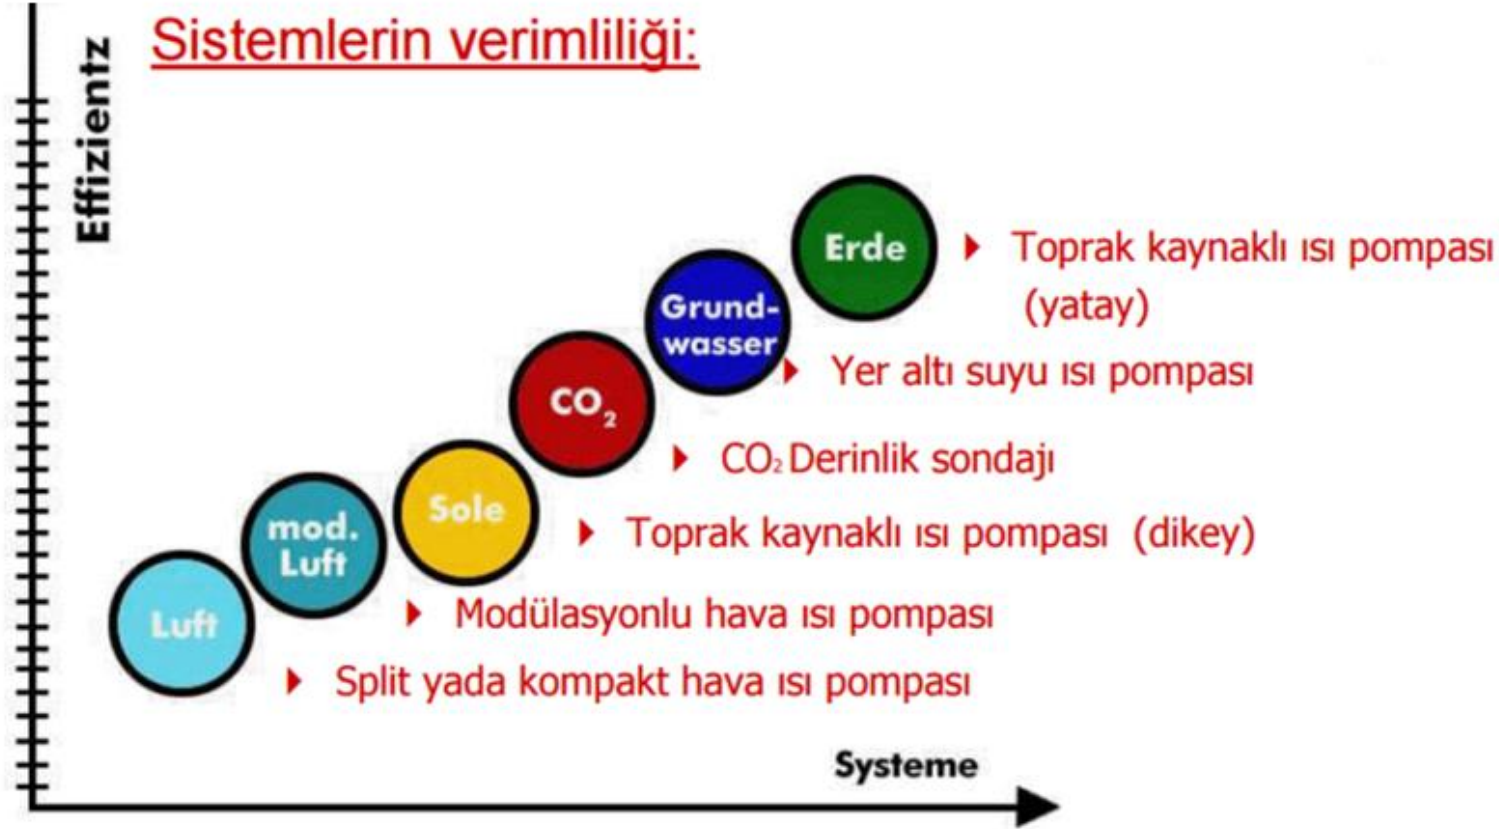 Sistemlerin verimliliği:
Effizientz
Erde
Toprak kaynaklı ısı pompası
(yatay)
Grund-
wasser
Yer altı suyu ısı pompası
CO₂
CO₂ Derinlik sondajı
Sole
Toprak kaynaklı ısı pompası (dikey)
mod.
Luft
Modülasyonlu hava ısı pompası
Luft
Split yada kompakt hava ısı pompası
Systeme